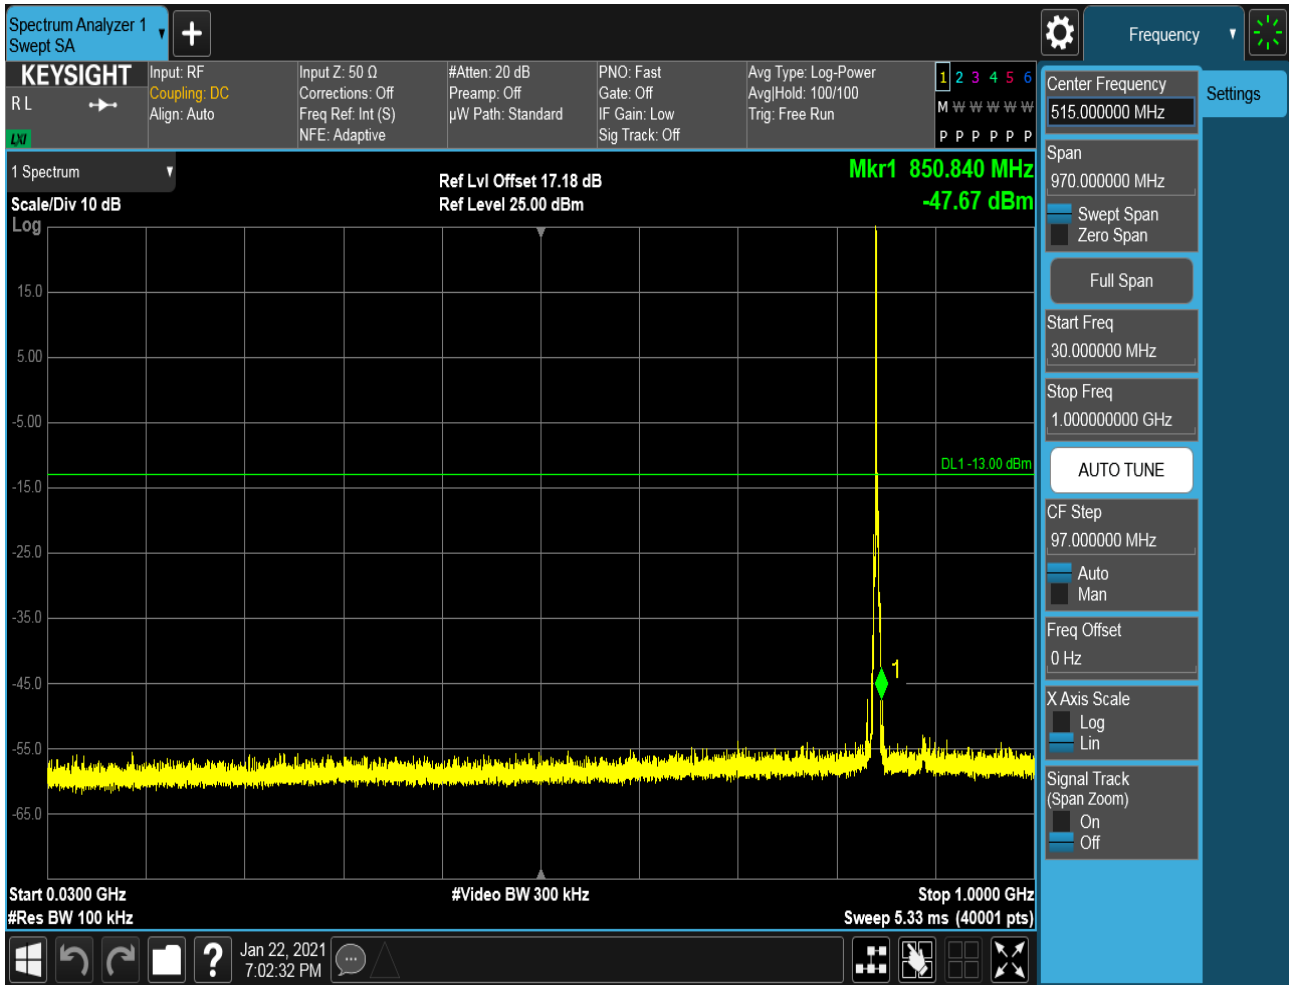 Spectrum Analyzer 1
Swept SA
Frequency
KEYSIGHT
R L
LXI
Input: RF
Coupling: DC
Align: Auto
Input Z: 50 Ω
Corrections: Off
Freq Ref: Int (S)
NFE: Adaptive
#Atten: 20 dB
Preamp: Off
µW Path: Standard
PNO: Fast
Gate: Off
IF Gain: Low
Sig Track: Off
Avg Type: Log-Power
Avg|Hold: 100/100
Trig: Free Run
1 2 3 4 5 6
M W W W W W
P P P P P P
1 Spectrum
Scale/Div 10 dB
Log
Ref Lvl Offset 17.18 dB
Ref Level 25.00 dBm
Mkr1 850.840 MHz
-47.67 dBm
15.0
5.00
-5.00
DL1 -13.00 dBm
-15.0
-25.0
-35.0
1
-45.0
-55.0
-65.0
Start 0.0300 GHz
#Res BW 100 kHz
#Video BW 300 kHz
Stop 1.0000 GHz
Sweep 5.33 ms (40001 pts)
Jan 22, 2021
7:02:32 PM
?
Center Frequency
515.000000 MHz
Settings
Span
970.000000 MHz
Swept Span
Zero Span
Full Span
Start Freq
30.000000 MHz
Stop Freq
1.000000000 GHz
AUTO TUNE
CF Step
97.000000 MHz
Auto
Man
Freq Offset
0 Hz
X Axis Scale
Log
Lin
Signal Track
(Span Zoom)
On
Off